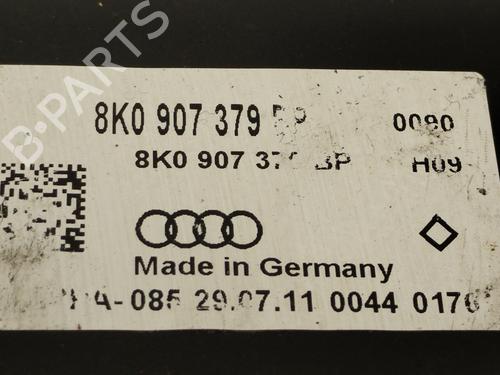 8K0 907 379 BP 0090
8K0 907 379 BP H09
Made in Germany
085 29.07.11 0044 0176
B-PARTS